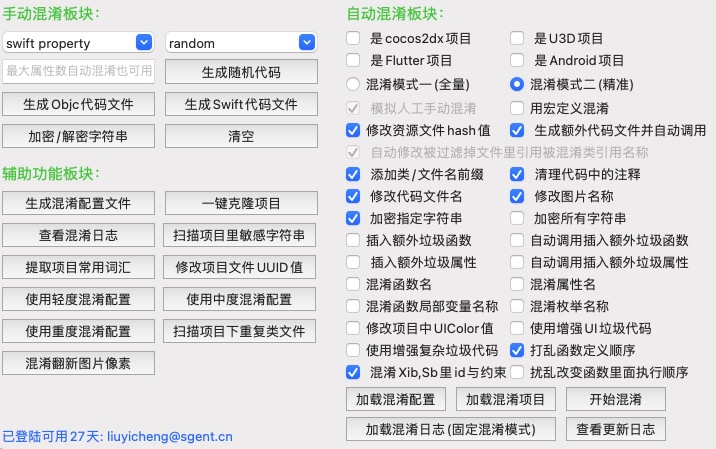 手动混淆板块:
swift property
random
最大属性数自动混淆也可用
生成随机代码
生成Objc代码文件
生成Swift代码文件
加密/解密字符串
清空
辅助功能板块:
生成混淆配置文件
一键克隆项目
查看混淆日志
扫描项目里敏感字符串
提取项目常用词汇
修改项目文件UUID值
使用轻度混淆配置
使用中度混淆配置
使用重度混淆配置
扫描项目下重复类文件
混淆翻新图片像素
已登陆可用27天: liuyicheng@sgent.cn
自动混淆板块:
是cocos2dx项目
是U3D项目
是Flutter项目
是Android项目
混淆模式一(全量)
混淆模式二(精准)
模拟人工手动混淆
用宏定义混淆
修改资源文件hash值
生成额外代码文件并自动调用
自动修改被过滤掉文件里引用被混淆类引用名称
添加类/文件名前缀
清理代码中的注释
修改代码文件名
修改图片名称
加密指定字符串
加密所有字符串
插入额外垃圾函数
自动调用插入额外垃圾函数
插入额外垃圾属性
自动调用插入额外垃圾属性
混淆函数名
混淆属性名
混淆函数局部变量名称
混淆枚举名称
修改项目中UIColor值
使用增强UI垃圾代码
使用增强复杂垃圾代码
打乱函数定义顺序
混淆Xib,Sb里id与约束
扰乱改变函数里面执行顺序
加载混淆配置
加载混淆项目
开始混淆
加载混淆日志(固定混淆模式)
查看更新日志